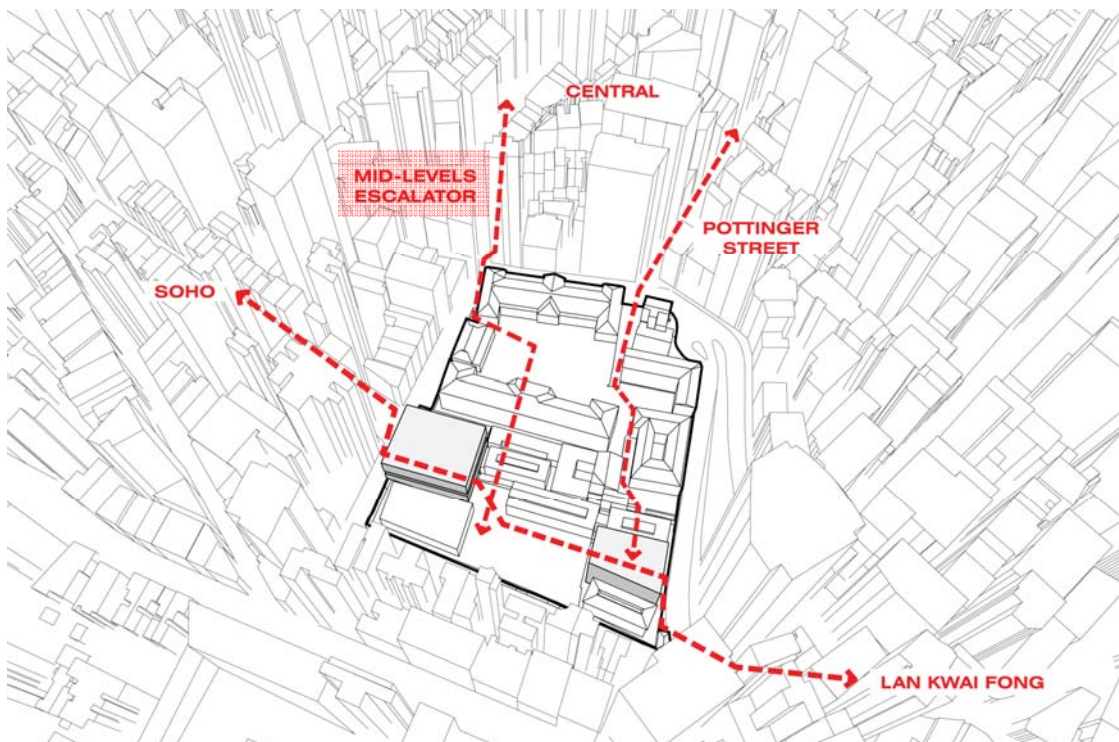 CENTRAL
MID-LEVELS
ESCALATOR
POTTINGER
STREET
SOHO
LAN KWAI FONG